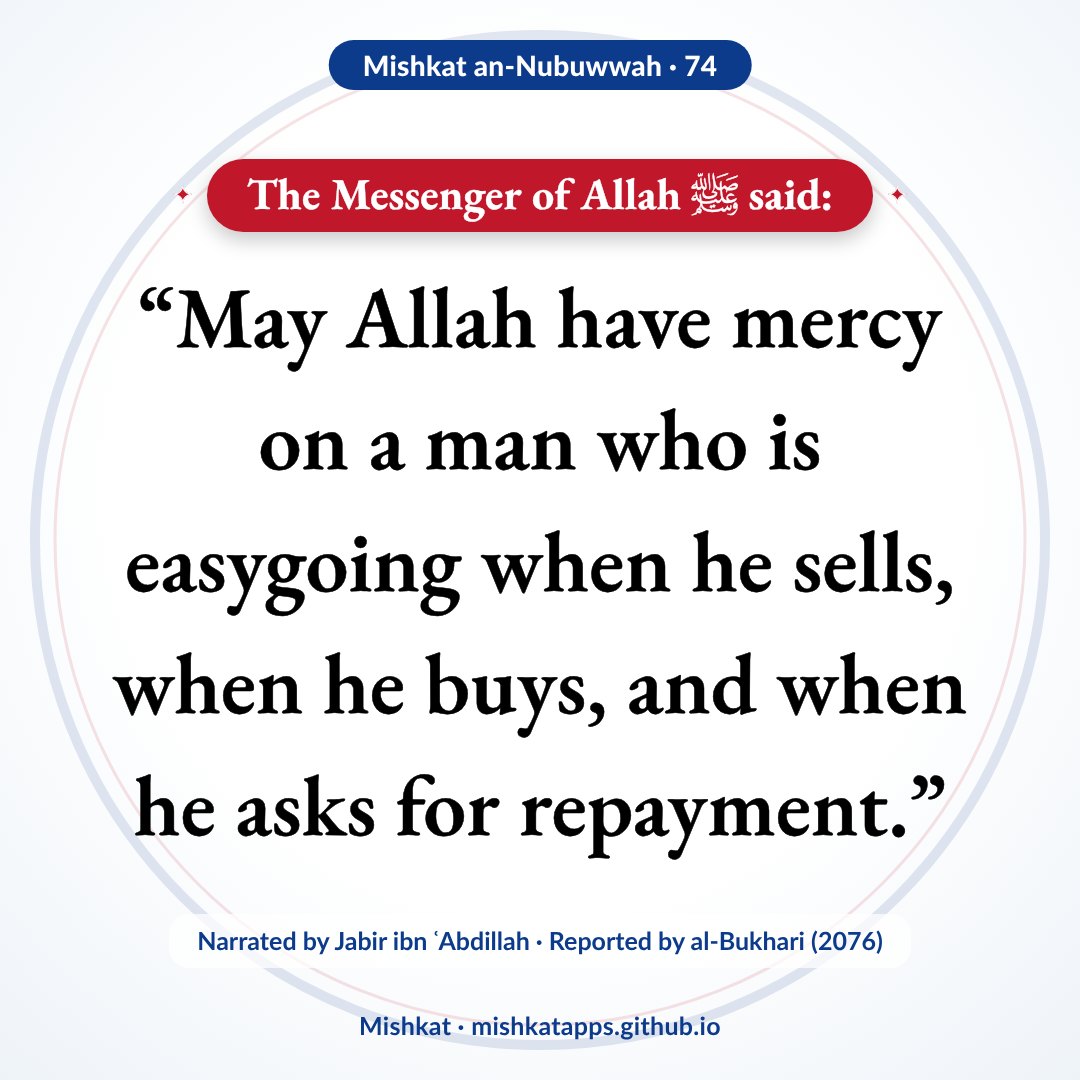 Mishkat an-Nubuwwah · 74
The Messenger of Allah ﷺ said:
“May Allah have mercy
on a man who is
easygoing when he sells,
when he buys, and when
he asks for repayment.”
Narrated by Jabir ibn ʿAbdillah · Reported by al-Bukhari (2076)
Mishkat · mishkatapps.github.io